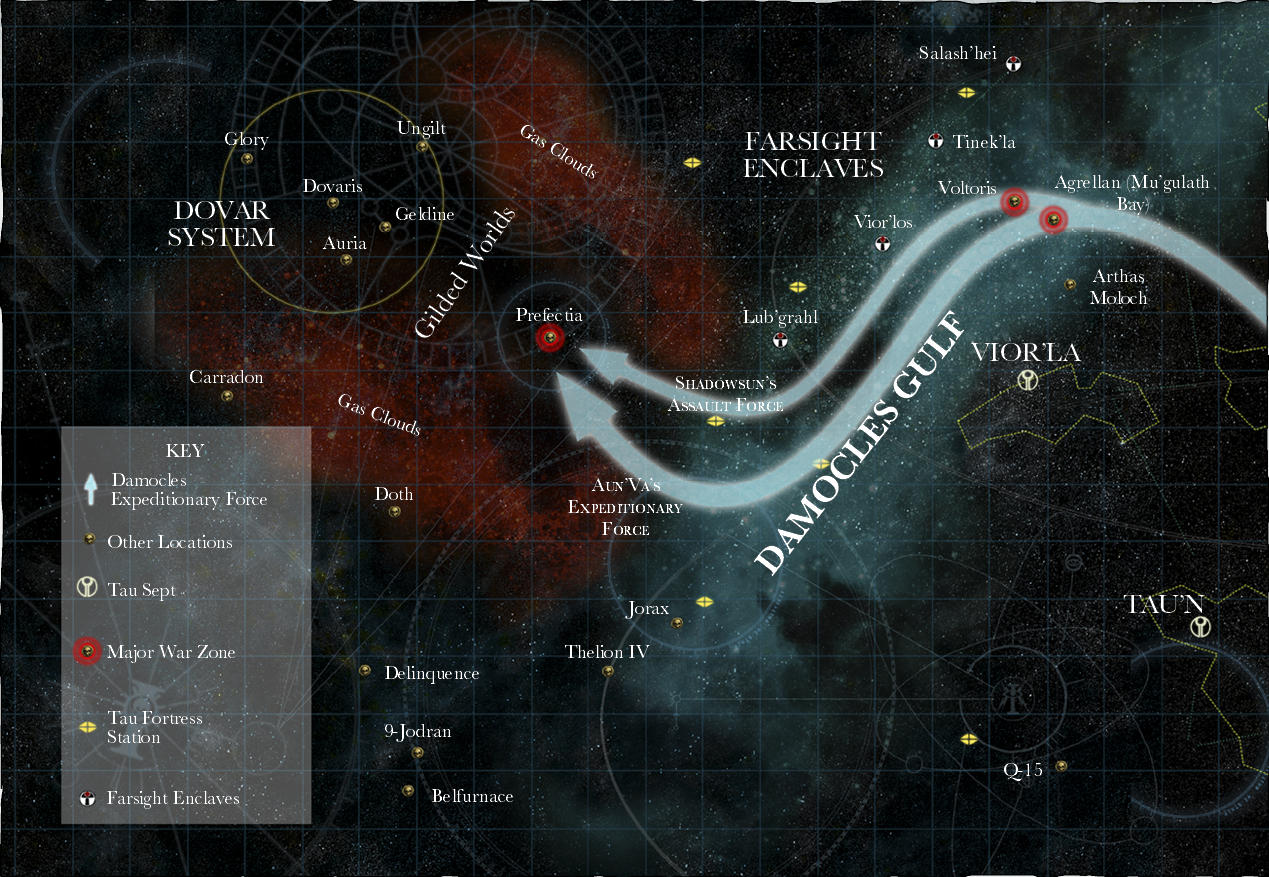 Salash'hei
Tinek'la
FARSIGHT
ENCLAVES
Glory
Ungilt
Gas Clouds
Dovaris
Geldine
DOVAR
SYSTEM
Auria
Gilded Worlds
Voltoris
Agrellan (Mu'gulath
Bay)
Vior'los
Arthas
Moloch
Prefectia
Lub'grahl
VIOR'LA
Carradon
Gas Clouds
SHADOWSUN'S
ASSAULT FORCE
DAMOCLES GULF
Doth
AUN'VA'S
EXPEDITIONARY
FORCE
Jorax
TAU'N
Thelion IV
Delinquence
9-Jodran
Q-15
Belfurnace
KEY
Damocles
Expeditionary Force
Other Locations
Tau Sept
Major War Zone
Tau Fortress
Station
Farsight Enclaves